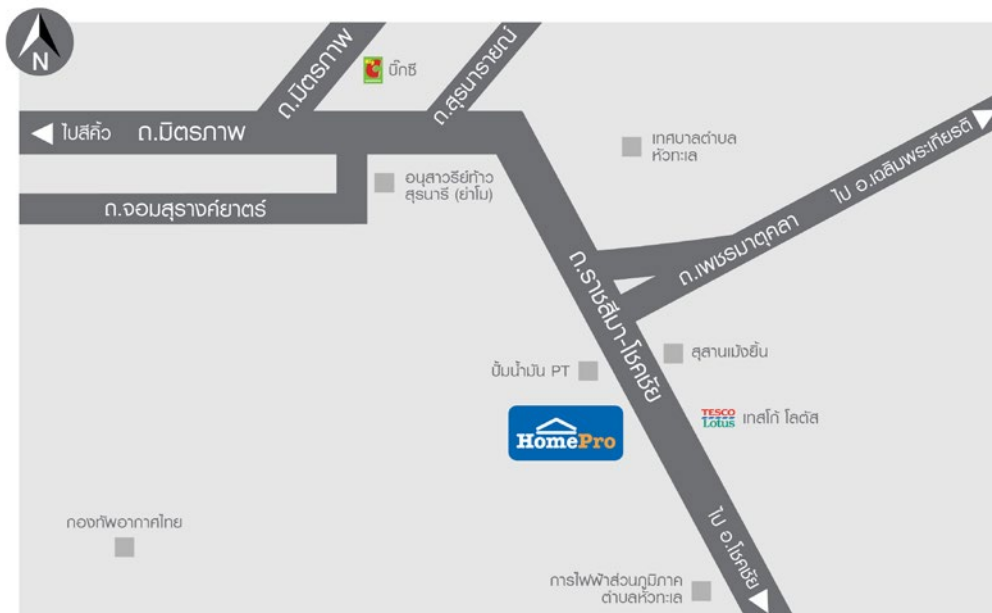 N
ถ.มิตรภาพ
บิ๊กซี
ถ.สุรนารายณ์
ไปสีคิ้ว
ถ.มิตรภาพ
เทศบาลตำบล
หัวทะเล
ไป อ.เฉลิมพระเกียรติ
อนุสาวรีย์ท้าว
สุรนารี (ย่าโม)
ถ.จอมสุรางค์ยาตร์
ถ.เพชรมาตุคลา
ถ.ราชสีมา-โชคชัย
สุสานเม้งยิ้น
ปั้มน้ำมัน PT
HomePro
TESCO
Lotus
เทสโก้ โลตัส
กองทัพอากาศไทย
ไป อ.โชคชัย
การไฟฟ้าส่วนภูมิภาค
ตำบลหัวทะเล